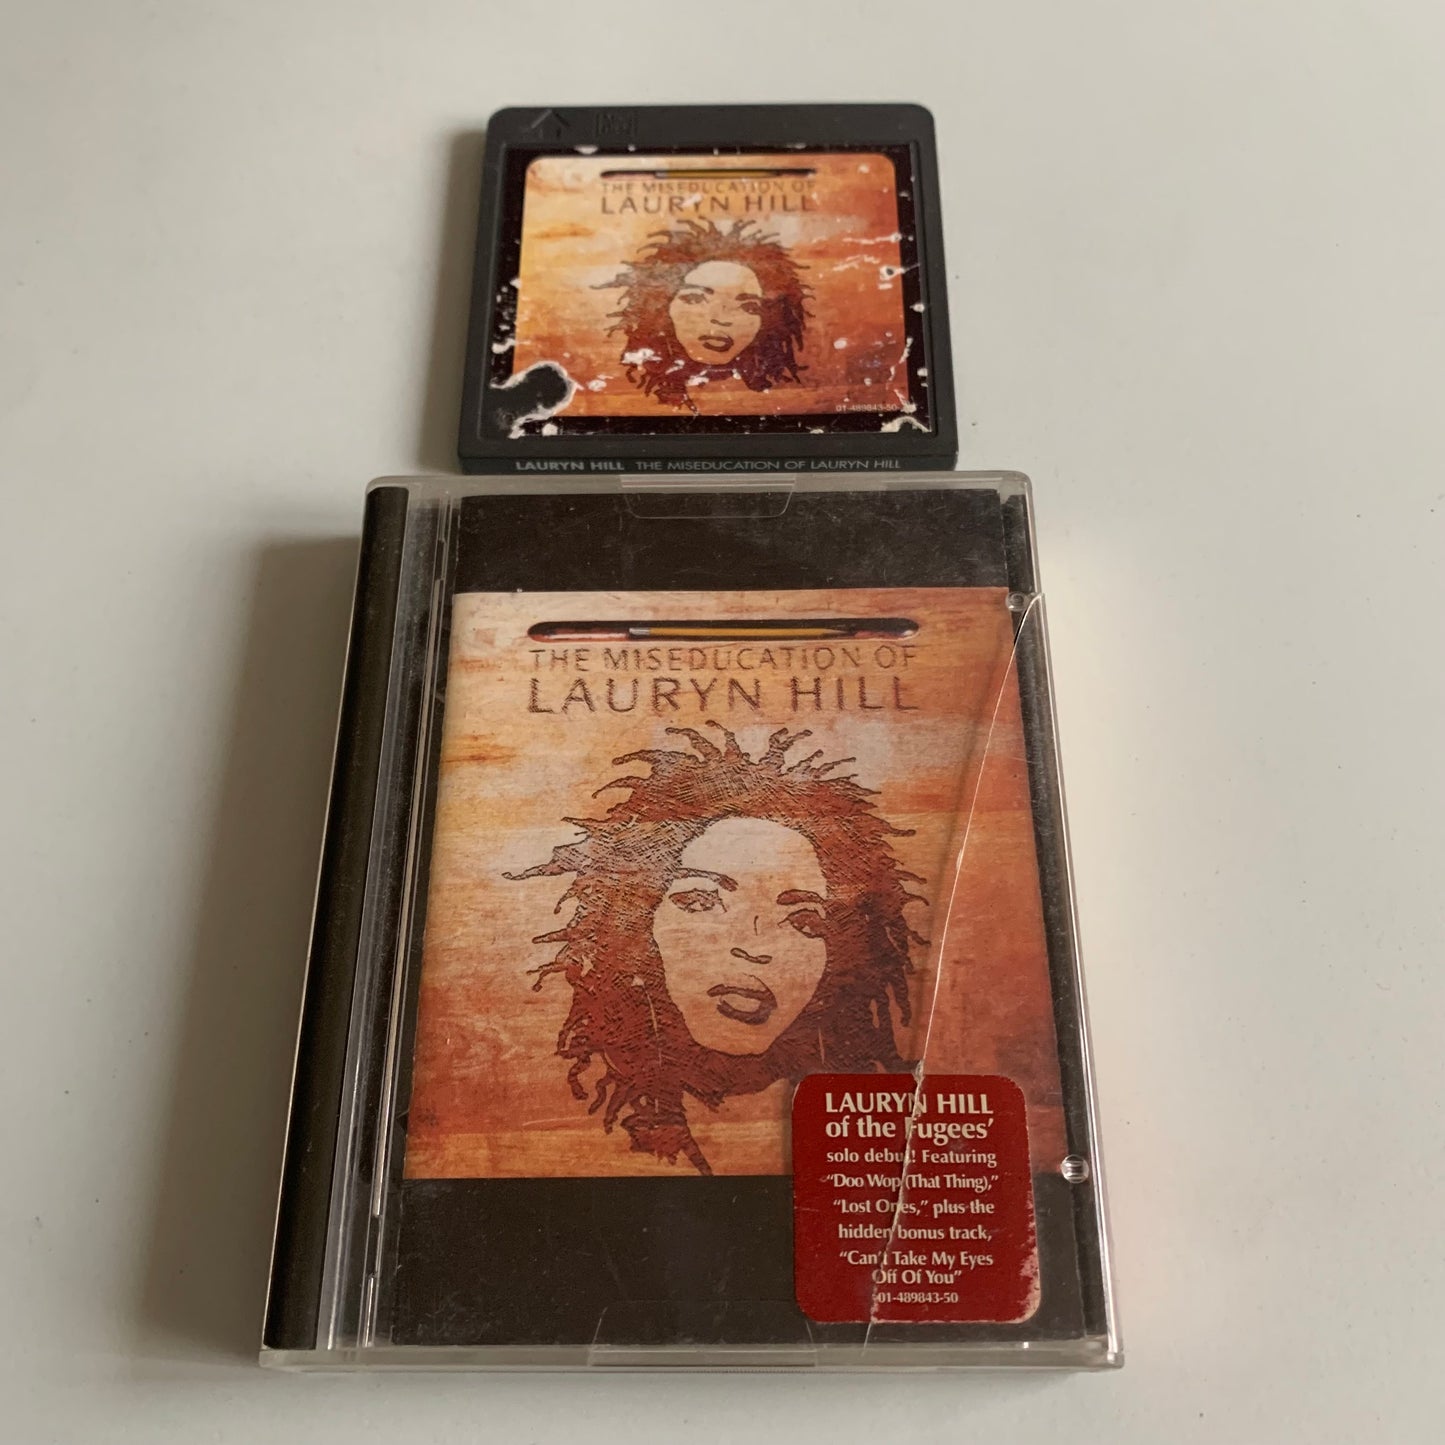 THE MISEDUCATION OF
LAURYN HILL
01-489843-50
LAURYN HILL THE MISEDUCATION OF LAURYN HILL
THE MISEDUCATION OF
LAURYN HILL
LAURYN HILL
of the Fugees'
solo debut! Featuring
"Doo Wop (That Thing),"
"Lost Ones," plus the
hidden bonus track,
"Can't Take My Eyes
Off Of You"
01-489843-50